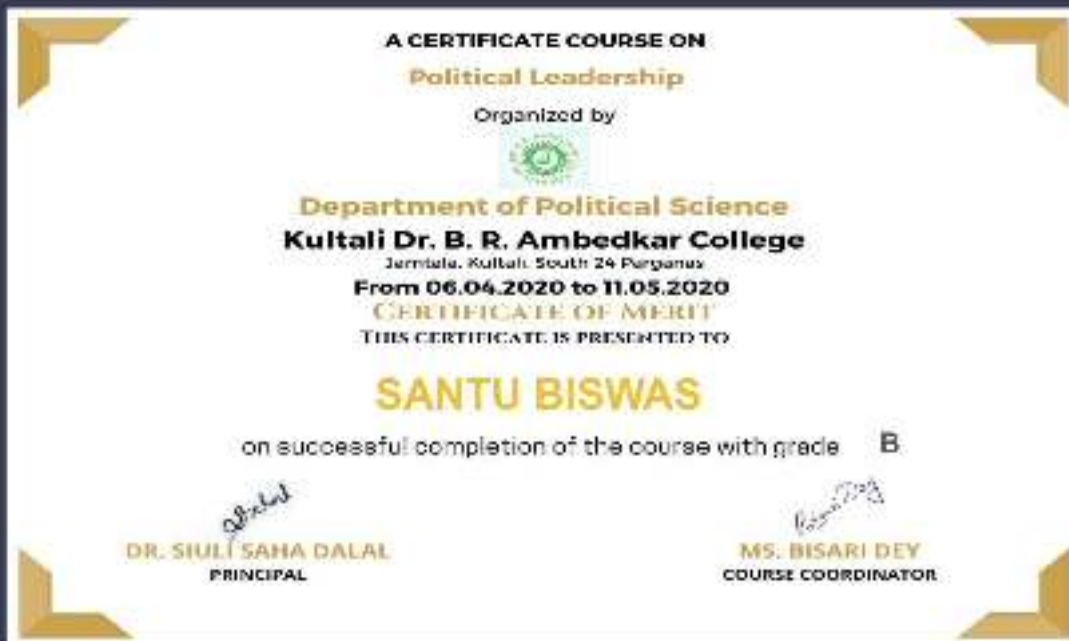 A CERTIFICATE COURSE ON
Political Leadership
Organized by
Department of Political Science
Kultali Dr. B. R. Ambedkar College
Jamtala, Kultali, South 24 Parganas
From 06.04.2020 to 11.05.2020
CERTIFICATE OF MERIT
THIS CERTIFICATE IS PRESENTED TO
SANTU BISWAS
on successful completion of the course with grade B
DR. SIULI SAHA DALAL
PRINCIPAL
MS. BISARI DEY
COURSE COORDINATOR